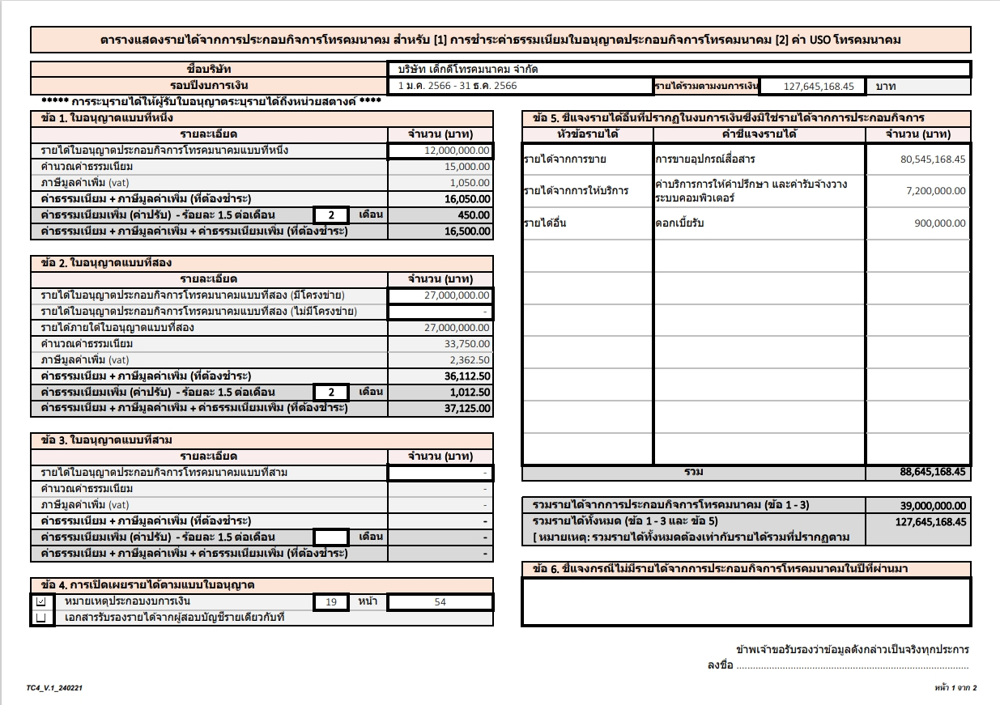 ตารางแสดงรายได้จากการประกอบกิจการโทรคมนาคม สำหรับ [1] การชำระค่าธรรมเนียมใบอนุญาตประกอบกิจการโทรคมนาคม [2] ค่า USO โทรคมนาคม
ชื่อบริษัท บริษัท เด็กดีโทรคมนาคม จำกัด
รอบปีงบการเงิน 1 ม.ค. 2566 - 31 ธ.ค. 2566 รายได้รวมตามงบการเงิน 127,645,168.45 บาท
***** การระบุรายได้ให้ผู้รับใบอนุญาตระบุรายได้ถึงหน่วยสตางค์ ****
ข้อ 1. ใบอนุญาตแบบที่หนึ่ง
รายละเอียด จำนวน (บาท)
รายได้ใบอนุญาตประกอบกิจการโทรคมนาคมแบบที่หนึ่ง 12,000,000.00
คำนวณค่าธรรมเนียม 15,000.00
ภาษีมูลค่าเพิ่ม (vat) 1,050.00
ค่าธรรมเนียม + ภาษีมูลค่าเพิ่ม (ที่ต้องชำระ) 16,050.00
ค่าธรรมเนียมเพิ่ม (ค่าปรับ) - ร้อยละ 1.5 ต่อเดือน 2 เดือน 450.00
ค่าธรรมเนียม + ภาษีมูลค่าเพิ่ม + ค่าธรรมเนียมเพิ่ม (ที่ต้องชำระ) 16,500.00
ข้อ 2. ใบอนุญาตแบบที่สอง
รายละเอียด จำนวน (บาท)
รายได้ใบอนุญาตประกอบกิจการโทรคมนาคมแบบที่สอง (มีโครงข่าย) 27,000,000.00
รายได้ใบอนุญาตประกอบกิจการโทรคมนาคมแบบที่สอง (ไม่มีโครงข่าย) -
รายได้ภายใต้ใบอนุญาตแบบที่สอง 27,000,000.00
คำนวณค่าธรรมเนียม 33,750.00
ภาษีมูลค่าเพิ่ม (vat) 2,362.50
ค่าธรรมเนียม + ภาษีมูลค่าเพิ่ม (ที่ต้องชำระ) 36,112.50
ค่าธรรมเนียมเพิ่ม (ค่าปรับ) - ร้อยละ 1.5 ต่อเดือน 2 เดือน 1,012.50
ค่าธรรมเนียม + ภาษีมูลค่าเพิ่ม + ค่าธรรมเนียมเพิ่ม (ที่ต้องชำระ) 37,125.00
ข้อ 3. ใบอนุญาตแบบที่สาม
รายละเอียด จำนวน (บาท)
รายได้ใบอนุญาตประกอบกิจการโทรคมนาคมแบบที่สาม -
คำนวณค่าธรรมเนียม -
ภาษีมูลค่าเพิ่ม (vat) -
ค่าธรรมเนียม + ภาษีมูลค่าเพิ่ม (ที่ต้องชำระ) -
ค่าธรรมเนียมเพิ่ม (ค่าปรับ) - ร้อยละ 1.5 ต่อเดือน เดือน -
ค่าธรรมเนียม + ภาษีมูลค่าเพิ่ม + ค่าธรรมเนียมเพิ่ม (ที่ต้องชำระ) -
ข้อ 4. การเปิดเผยรายได้ตามแบบใบอนุญาต
หมายเหตุประกอบงบการเงิน 19 หน้า 54
เอกสารรับรองรายได้จากผู้สอบบัญชีรายเดียวกับที่
ข้อ 5. ชี้แจงรายได้อื่นที่ปรากฏในงบการเงินซึ่งมิใช่รายได้จากการประกอบกิจการ
หัวข้อรายได้ คำชี้แจงรายได้ จำนวน (บาท)
รายได้จากการขาย การขายอุปกรณ์สื่อสาร 80,545,168.45
รายได้จากการให้บริการ ค่าบริการการให้คำปรึกษา และค่ารับจ้างวาง 7,200,000.00
ระบบคอมพิวเตอร์
รายได้อื่น ดอกเบี้ยรับ 900,000.00
รวม 88,645,168.45
รวมรายได้จากการประกอบกิจการโทรคมนาคม (ข้อ 1 - 3) 39,000,000.00
รวมรายได้ทั้งหมด (ข้อ 1 - 3 และ ข้อ 5) 127,645,168.45
[ หมายเหตุ: รวมรายได้ทั้งหมดต้องเท่ากับรายได้รวมที่ปรากฏตาม
ข้อ 6. ชี้แจงกรณีไม่มีรายได้จากการประกอบกิจการโทรคมนาคมในปีที่ผ่านมา
ข้าพเจ้าขอรับรองว่าข้อมูลดังกล่าวเป็นจริงทุกประการ
ลงชื่อ ....................................................................................
TC4_V.1_240221 หน้า 1 จาก 2